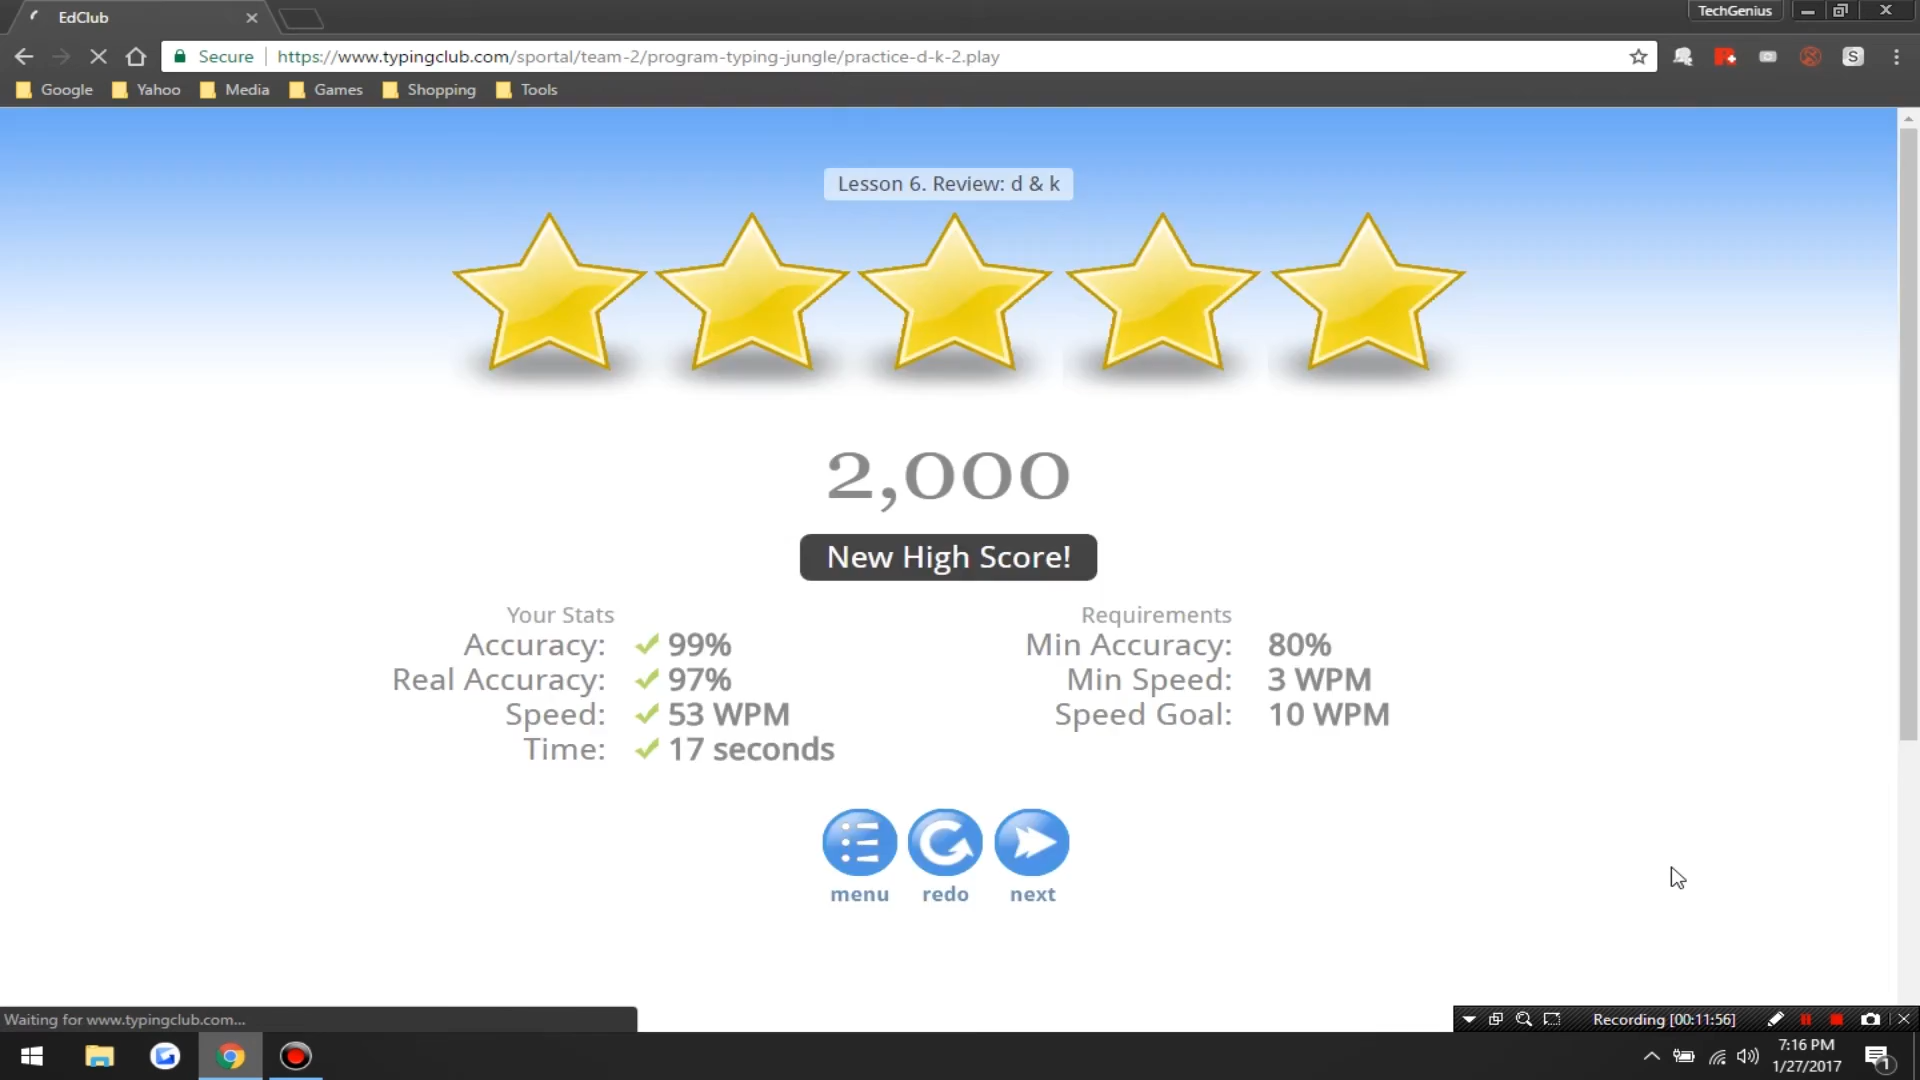 EdClub
TechGenius
Secure
https://www.typingclub.com/sportal/team-2/program-typing-jungle/practice-d-k-2.play
S
Google Yahoo Media Games Shopping Tools
Lesson 6. Review: d & k
2,000
New High Score!
Your Stats
Accuracy: 99%
Real Accuracy: 97%
Speed: 53 WPM
Time: 17 seconds
Requirements
Min Accuracy: 80%
Min Speed: 3 WPM
Speed Goal: 10 WPM
menu redo next
Waiting for www.typingclub.com...
Recording [00:11:56]
7:16 PM
1/27/2017
1